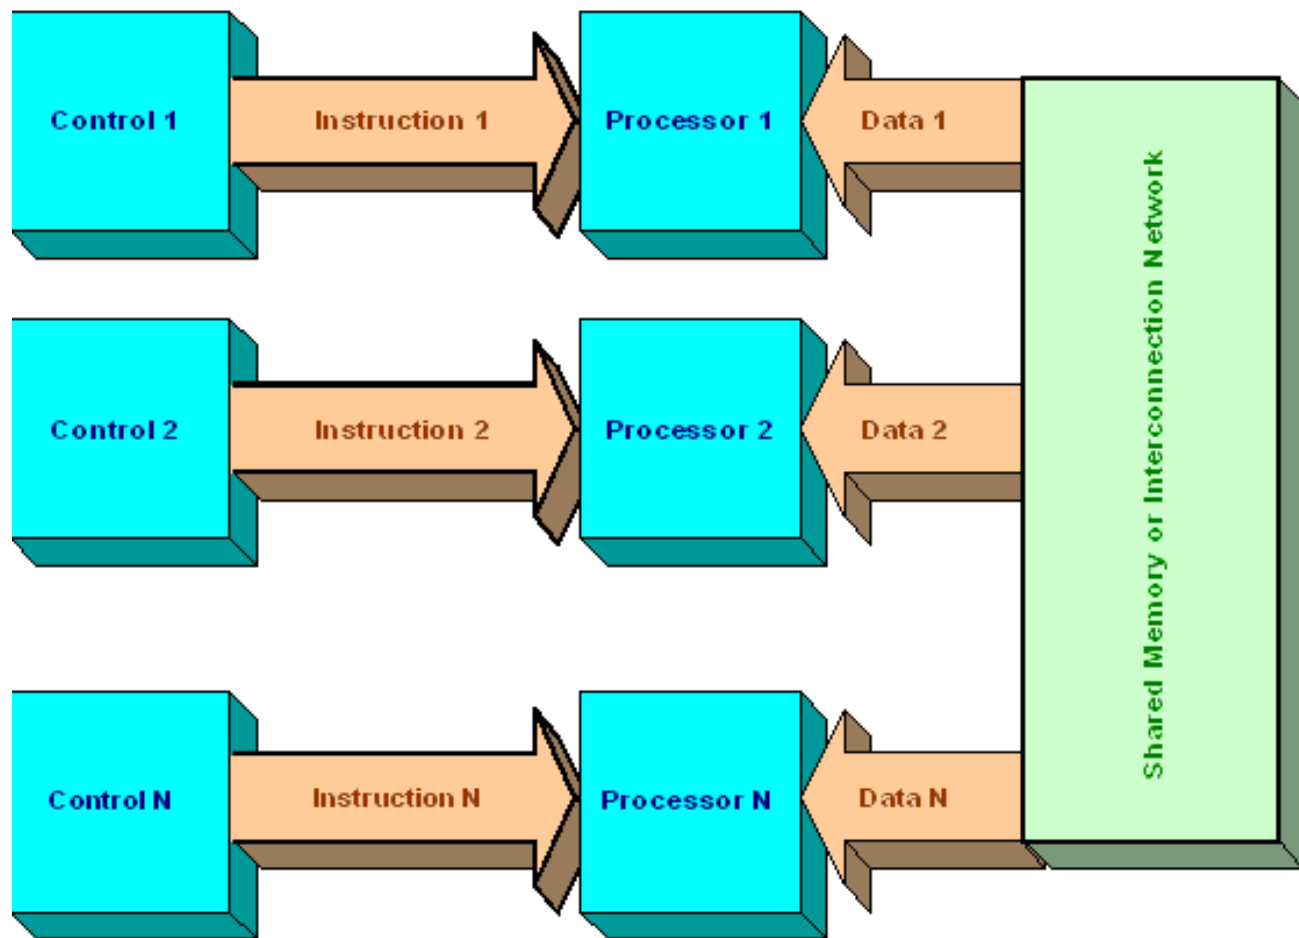 Control 1
Instruction 1
Processor 1
Data 1
Control 2
Instruction 2
Processor 2
Data 2
Control N
Instruction N
Processor N
Data N
Shared Memory or Interconnection Network